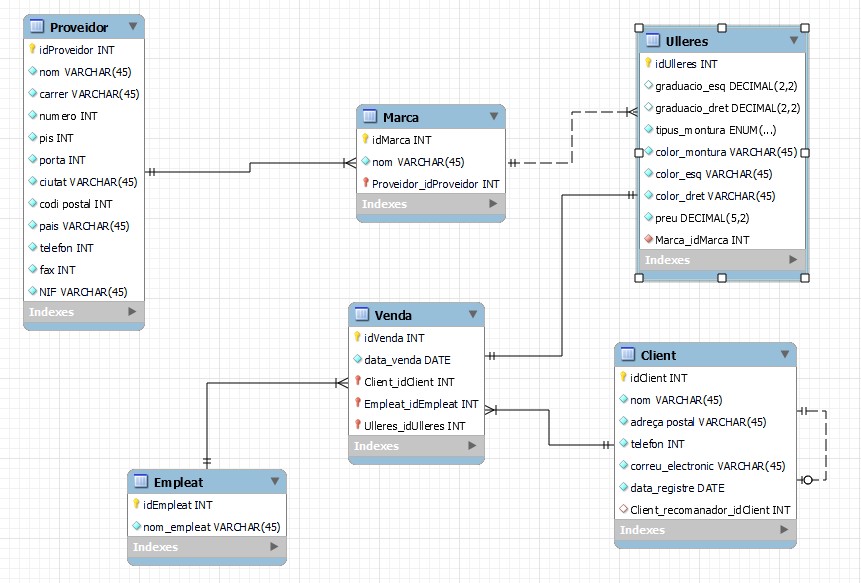 Proveidor
idProveidor INT
nom VARCHAR(45)
carrer VARCHAR(45)
numero INT
pis INT
porta INT
ciutat VARCHAR(45)
codi postal INT
pais VARCHAR(45)
telefon INT
fax INT
NIF VARCHAR(45)
Indexes
Marca
idMarca INT
nom VARCHAR(45)
Proveidor_idProveidor INT
Indexes
Ulleres
idUlleres INT
graduacio_esq DECIMAL(2,2)
graduacio_dret DECIMAL(2,2)
tipus_montura ENUM(...)
color_montura VARCHAR(45)
color_esq VARCHAR(45)
color_dret VARCHAR(45)
preu DECIMAL(5,2)
Marca_idMarca INT
Indexes
Venda
idVenda INT
data_venda DATE
Client_idClient INT
Empleat_idEmpleat INT
Ulleres_idUlleres INT
Indexes
Client
idClient INT
nom VARCHAR(45)
adreça postal VARCHAR(45)
telefon INT
correu_electronic VARCHAR(45)
data_registre DATE
Client_recomanador_idClient INT
Indexes
Empleat
idEmpleat INT
nom_empleat VARCHAR(45)
Indexes